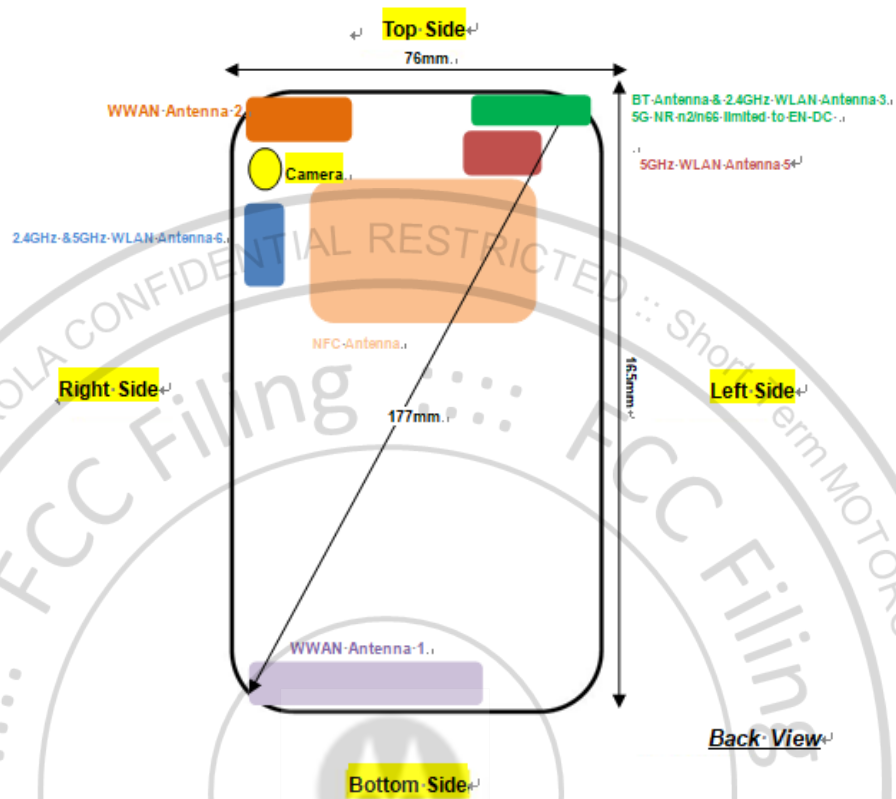 Top Side
76mm.
WWAN Antenna 2
BT Antenna & 2.4GHz WLAN Antenna 3.
5G NR n2/n66 limited to EN-DC .
5GHz WLAN Antenna 5
Camera.
2.4GHz &5GHz WLAN Antenna 6.
NFC Antenna.
Right Side
165mm
Left Side
177mm.
WWAN Antenna 1.
Back View
Bottom Side
OLA CONFIDENTIAL RESTRICTED :: Short Term MOTORO
FCC Filing :::: FCC Filing ::::